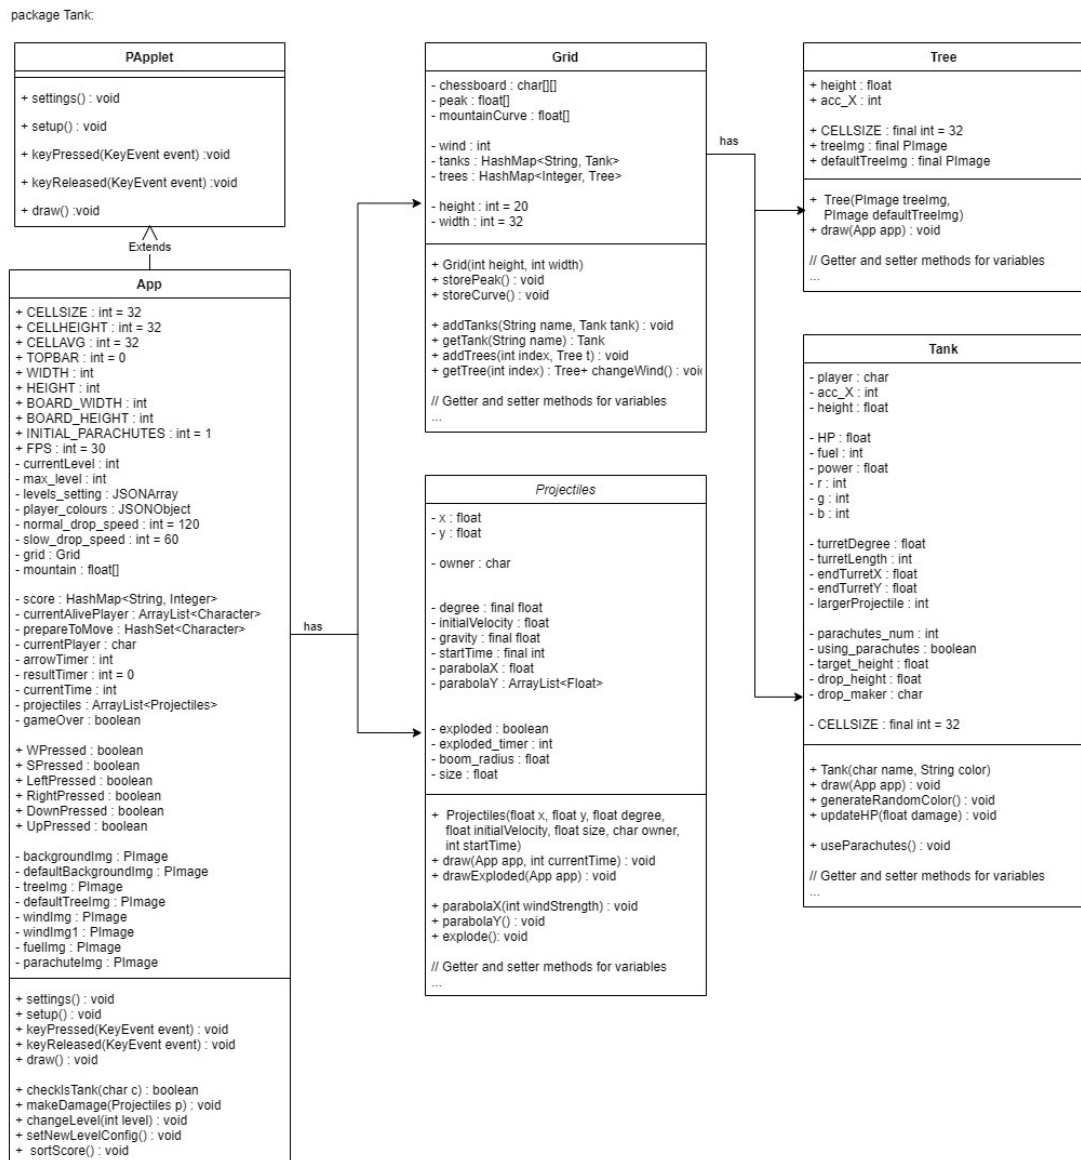 package Tank:
PApplet
+ settings() : void
+ setup() : void
+ keyPressed(KeyEvent event) :void
+ keyReleased(KeyEvent event) :void
+ draw() :void
Extends
App
+ CELLSIZE : int = 32
+ CELLHEIGHT : int = 32
+ CELLAVG : int = 32
+ TOPBAR : int = 0
+ WIDTH : int
+ HEIGHT : int
+ BOARD_WIDTH : int
+ BOARD_HEIGHT : int
+ INITIAL_PARACHUTES : int = 1
+ FPS : int = 30
- currentLevel : int
- max_level : int
- levels_setting : JSONArray
- player_colours : JSONObject
- normal_drop_speed : int = 120
- slow_drop_speed : int = 60
- grid : Grid
- mountain : float[]
- score : HashMap<String, Integer>
- currentAlivePlayer : ArrayList<Character>
- prepareToMove : HashSet<Character>
- currentPlayer : char
- arrowTimer : int
- resultTimer : int = 0
- currentTime : int
- projectiles : ArrayList<Projectiles>
- gameOver : boolean
+ WPressed : boolean
+ SPressed : boolean
+ LeftPressed : boolean
+ RightPressed : boolean
+ DownPressed : boolean
+ UpPressed : boolean
- backgroundImg : PImage
- defaultBackgroundImg : PImage
- treeImg : PImage
- defaultTreeImg : PImage
- windImg : PImage
- windImg1 : PImage
- fuelImg : PImage
- parachuteImg : PImage
+ settings() : void
+ setup() : void
+ keyPressed(KeyEvent event) : void
+ keyReleased(KeyEvent event) : void
+ draw() : void
+ checkIsTank(char c) : boolean
+ makeDamage(Projectiles p) : void
+ changeLevel(int level) : void
+ setNewLevelConfig() : void
+ sortScore() : void
has
Grid
- chessboard : char[][]
- peak : float[]
- mountainCurve : float[]
- wind : int
- tanks : HashMap<String, Tank>
- trees : HashMap<Integer, Tree>
- height : int = 20
- width : int = 32
+ Grid(int height, int width)
+ storePeak() : void
+ storeCurve() : void
+ addTanks(String name, Tank tank) : void
+ getTank(String name) : Tank
+ addTrees(int index, Tree t) : void
+ getTree(int index) : Tree+ changeWind() : void
// Getter and setter methods for variables
...
Projectiles
- x : float
- y : float
- owner : char
- degree : final float
- initialVelocity : float
- gravity : final float
- startTime : final int
- parabolaX : float
- parabolaY : ArrayList<Float>
- exploded : boolean
- exploded_timer : int
- boom_radius : float
- size : float
+ Projectiles(float x, float y, float degree,
float initialVelocity, float size, char owner,
int startTime)
+ draw(App app, int currentTime) : void
+ drawExploded(App app) : void
+ parabolaX(int windStrength) : void
+ parabolaY() : void
+ explode(): void
// Getter and setter methods for variables
...
has
Tree
+ height : float
+ acc_X : int
+ CELLSIZE : final int = 32
+ treeImg : final PImage
+ defaultTreeImg : final PImage
+ Tree(PImage treeImg,
PImage defaultTreeImg)
+ draw(App app) : void
// Getter and setter methods for variables
...
Tank
- player : char
- acc_X : int
- height : float
- HP : float
- fuel : int
- power : float
- r : int
- g : int
- b : int
- turretDegree : float
- turretLength : int
- endTurretX : float
- endTurretY : float
- largerProjectile : int
- parachutes_num : int
- using_parachutes : boolean
- target_height : float
- drop_height : float
- drop_maker : char
- CELLSIZE : final int = 32
+ Tank(char name, String color)
+ draw(App app) : void
+ generateRandomColor() : void
+ updateHP(float damage) : void
+ useParachutes() : void
// Getter and setter methods for variables
...